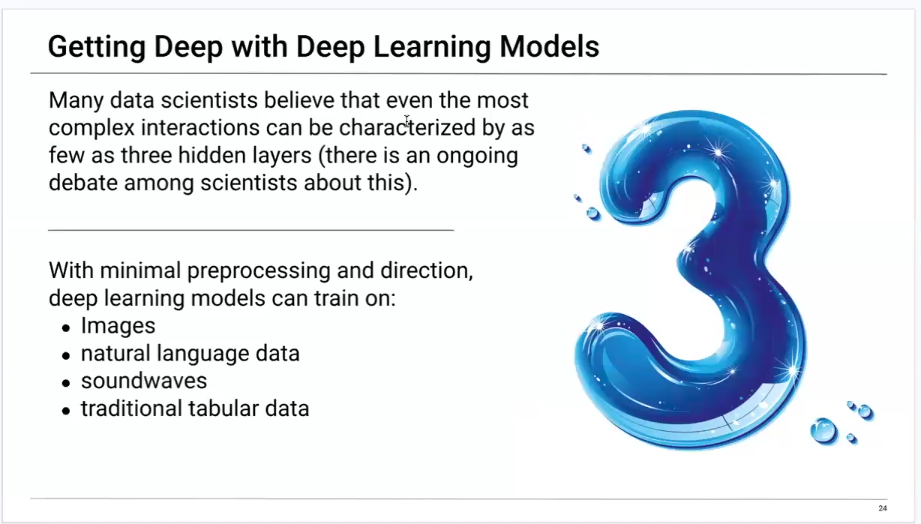 Getting Deep with Deep Learning Models
Many data scientists believe that even the most
complex interactions can be characterized by as
few as three hidden layers (there is an ongoing
debate among scientists about this).
With minimal preprocessing and direction,
deep learning models can train on:
● Images
● natural language data
● soundwaves
● traditional tabular data
3
24